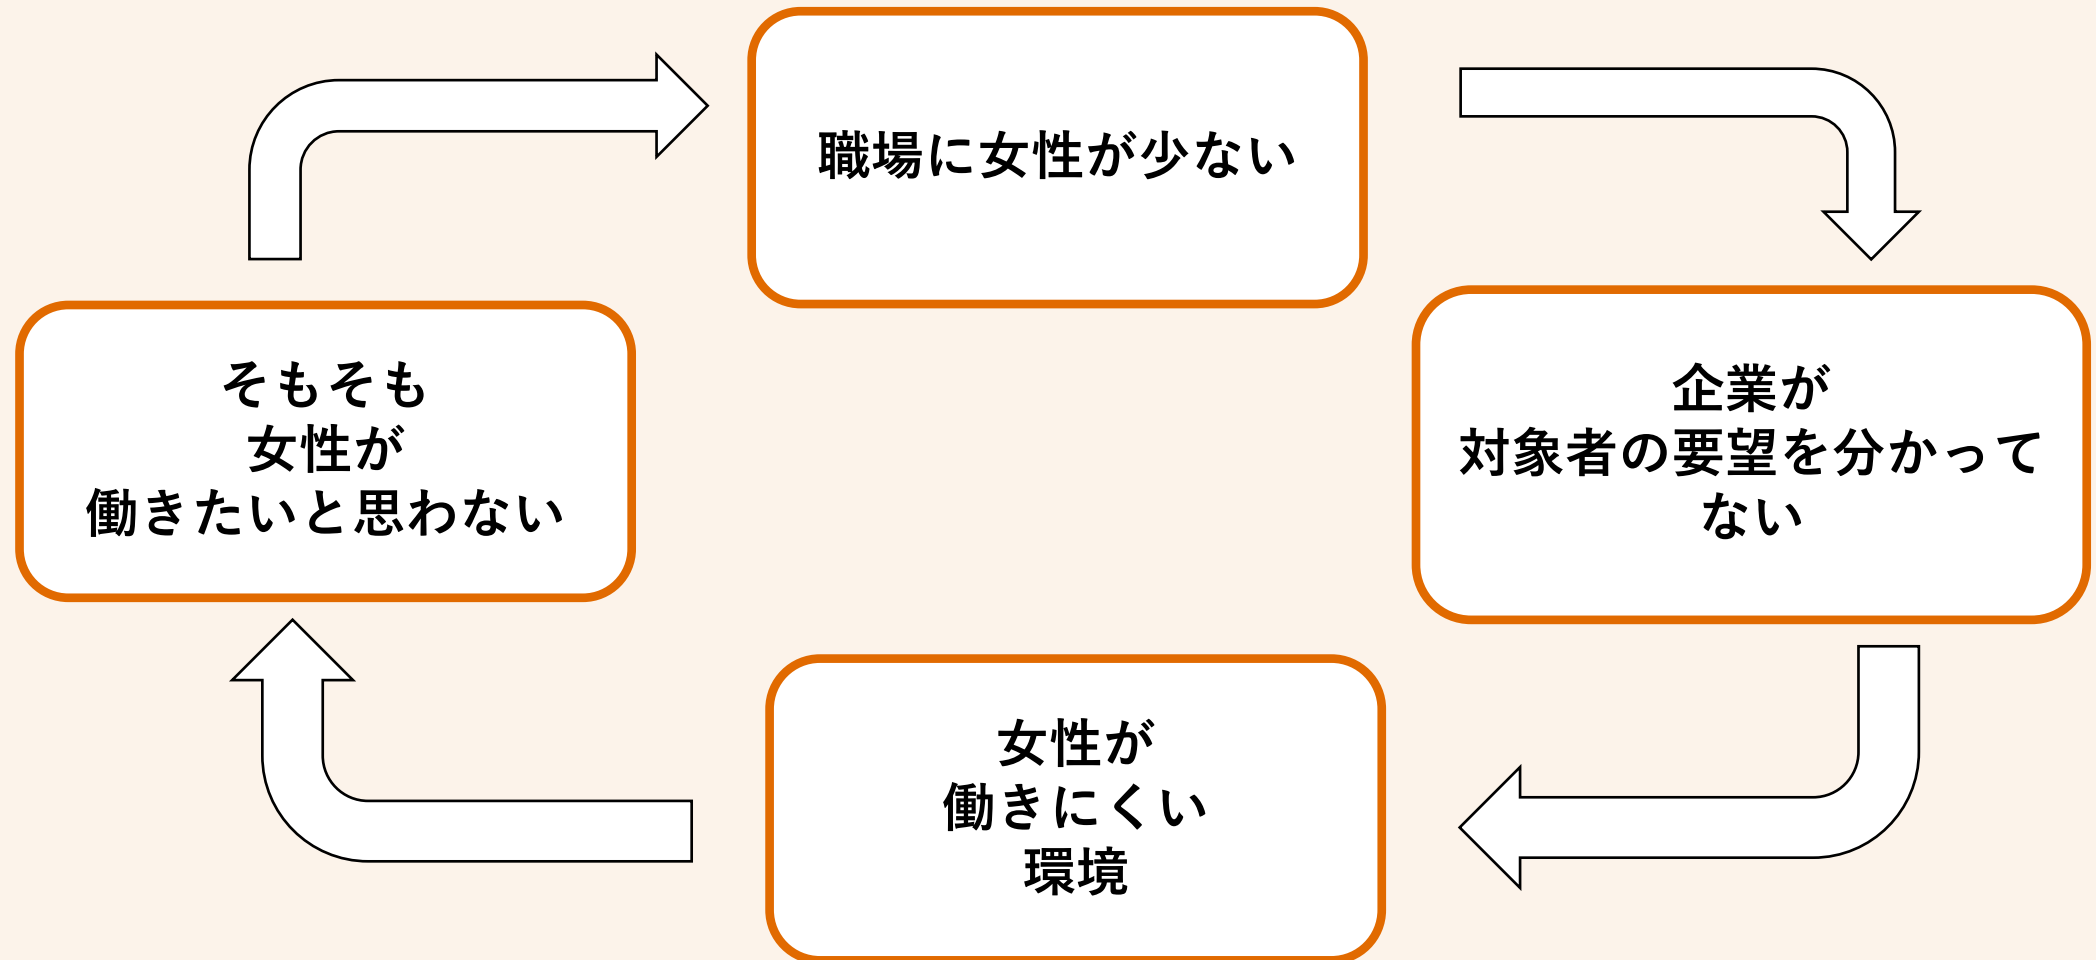 職場に女性が少ない
そもそも
女性が
働きたいと思わない
企業が
対象者の要望を分かって
ない
女性が
働きにくい
環境